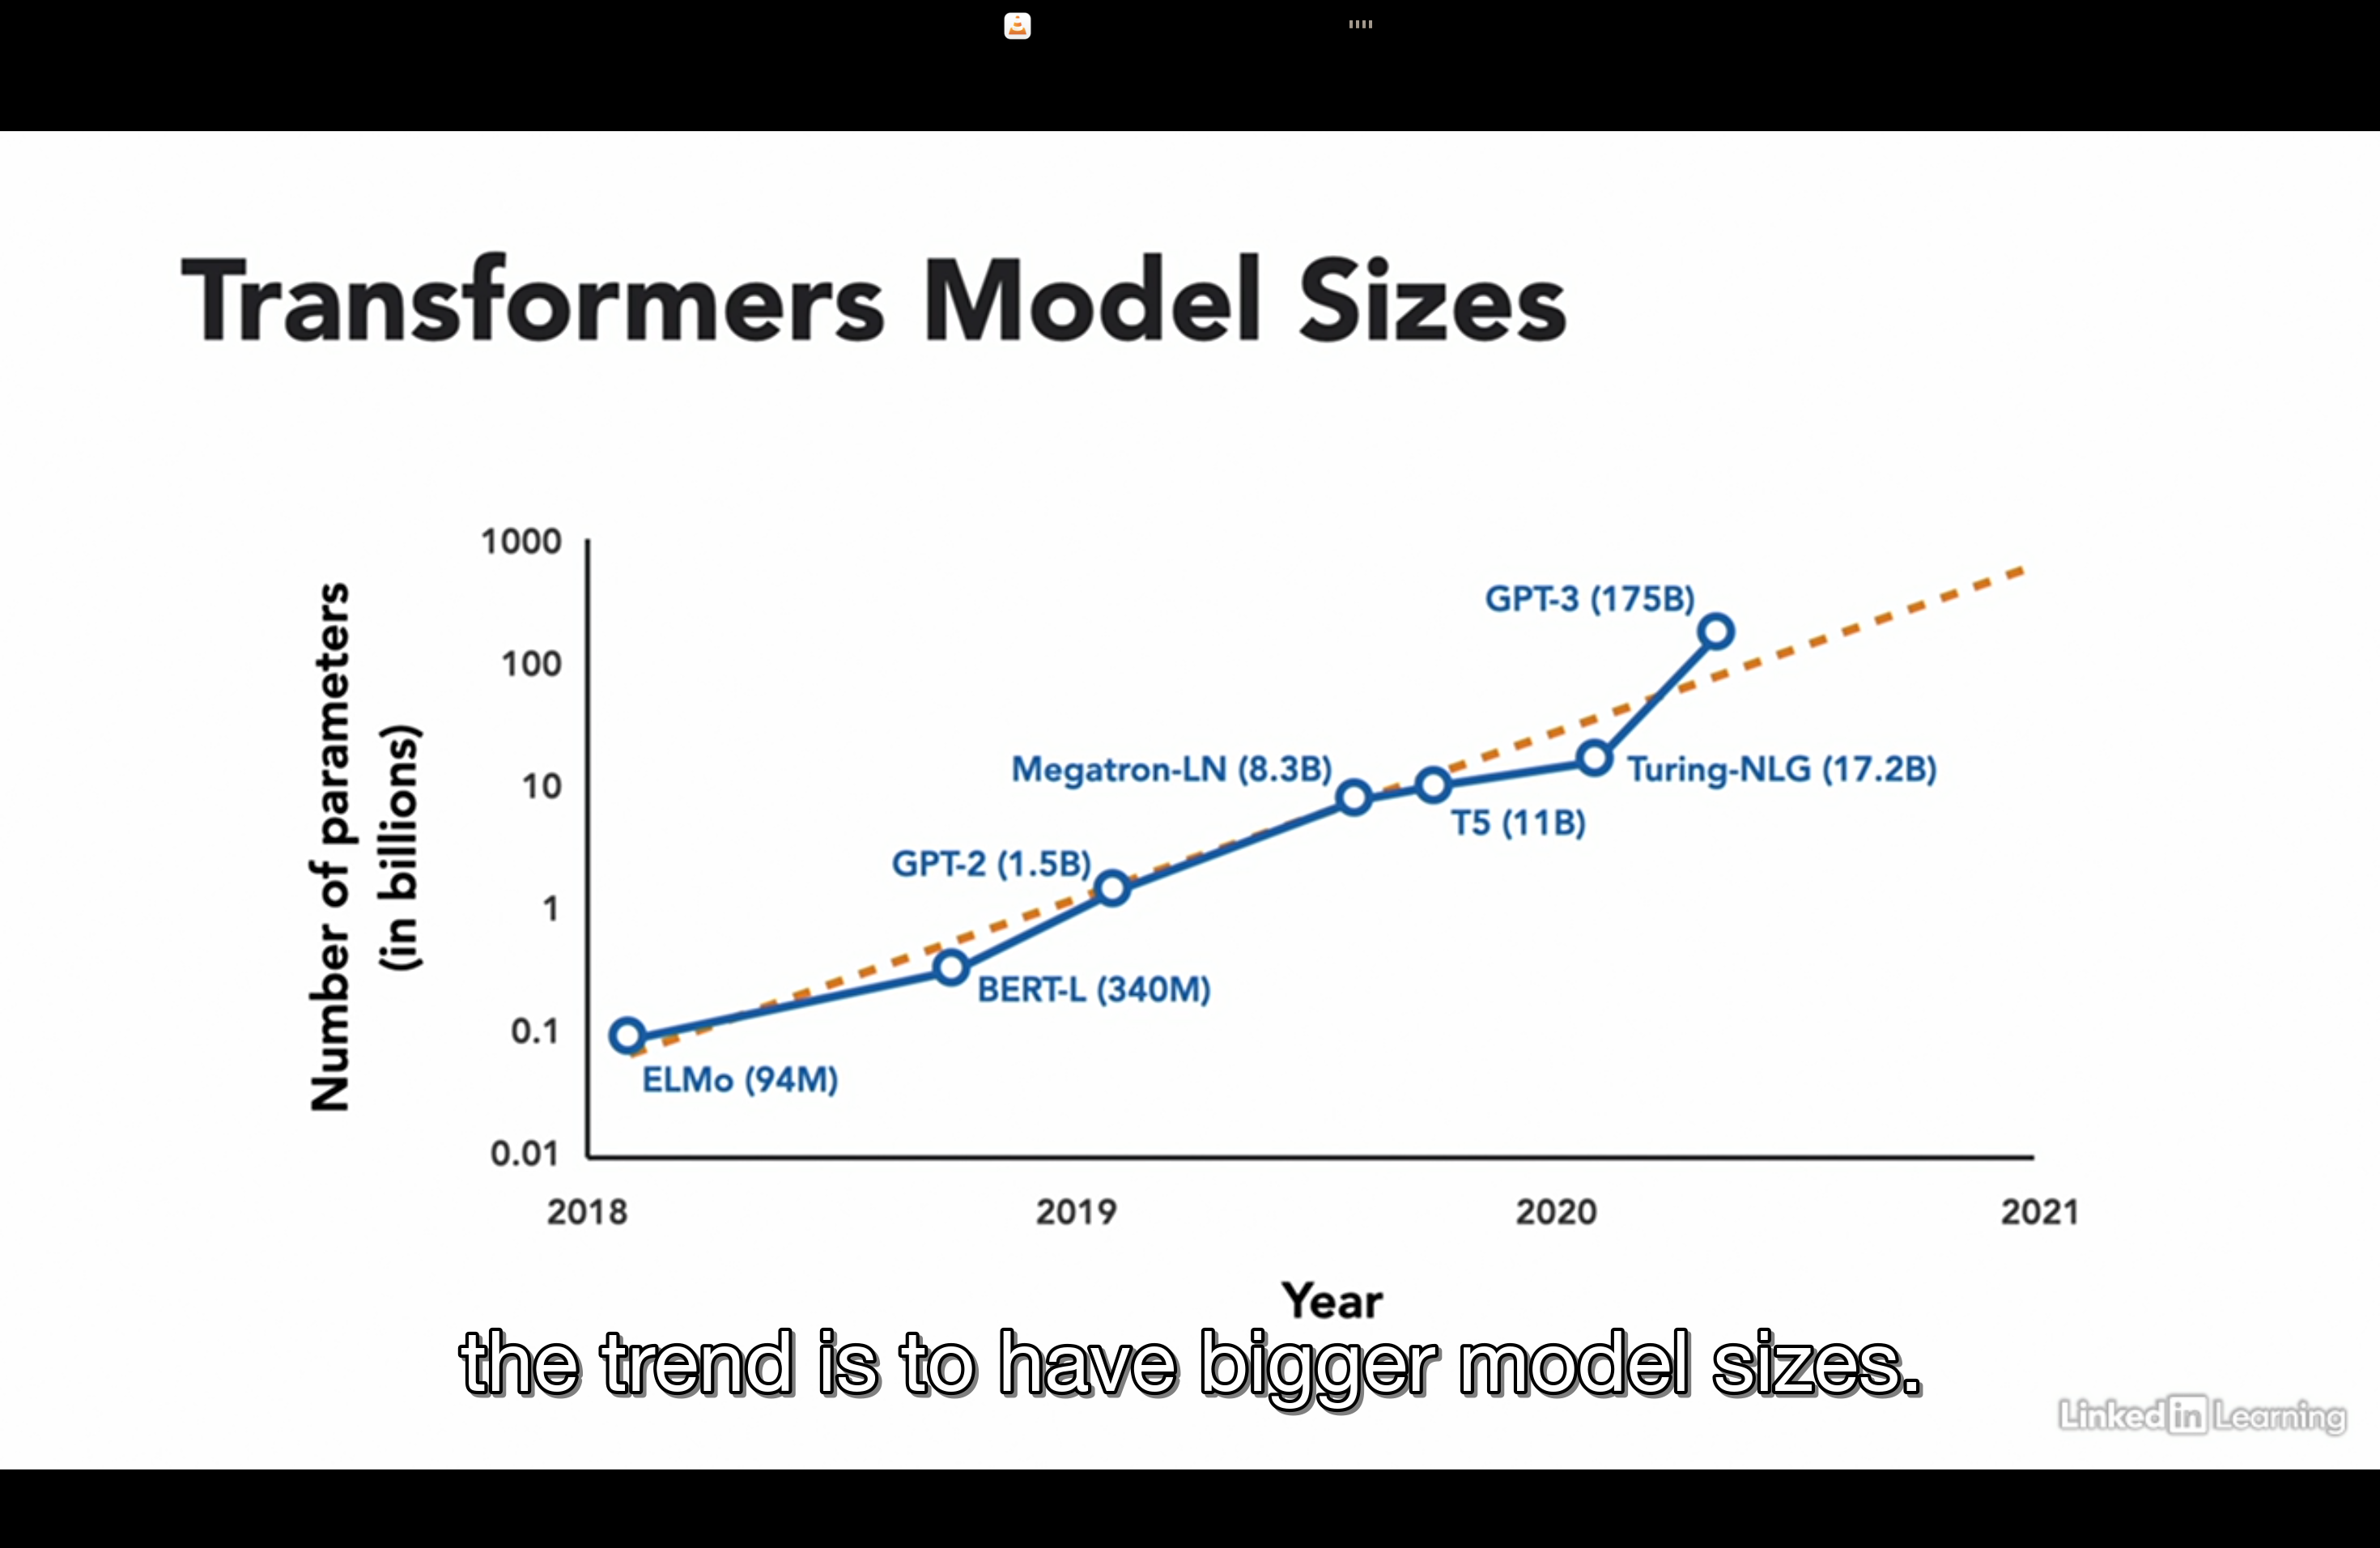 Transformers Model Sizes
Number of parameters
(in billions)
1000
100
10
1
0.1
0.01
GPT-3 (175B)
Megatron-LN (8.3B)
Turing-NLG (17.2B)
T5 (11B)
GPT-2 (1.5B)
BERT-L (340M)
ELMo (94M)
2018 2019 2020 2021
Year
the trend is to have bigger model sizes.
Linked in Learning